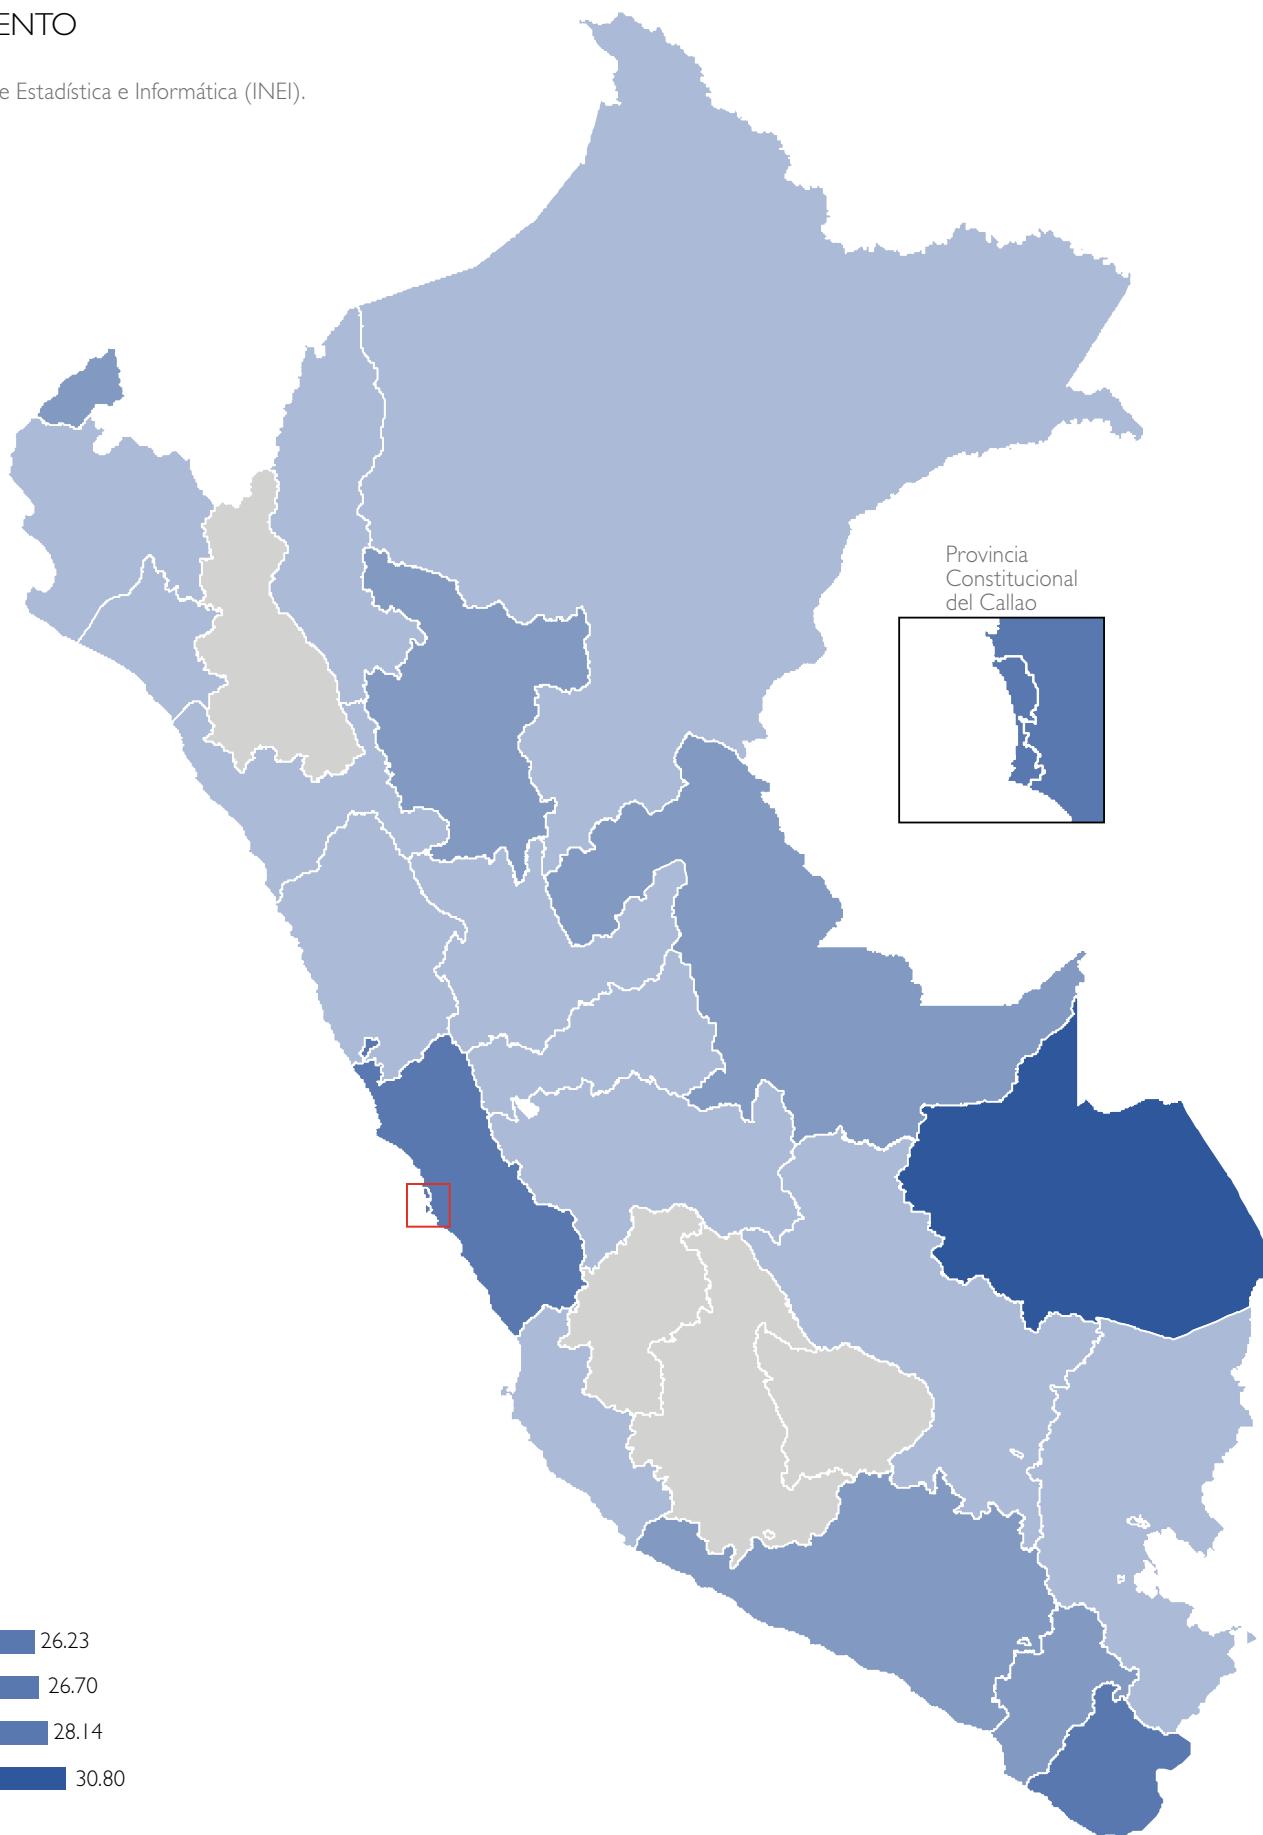 ENTO
e Estadística e Informática (INEI).
Provincia
Constitucional
del Callao
26.23
26.70
28.14
30.80